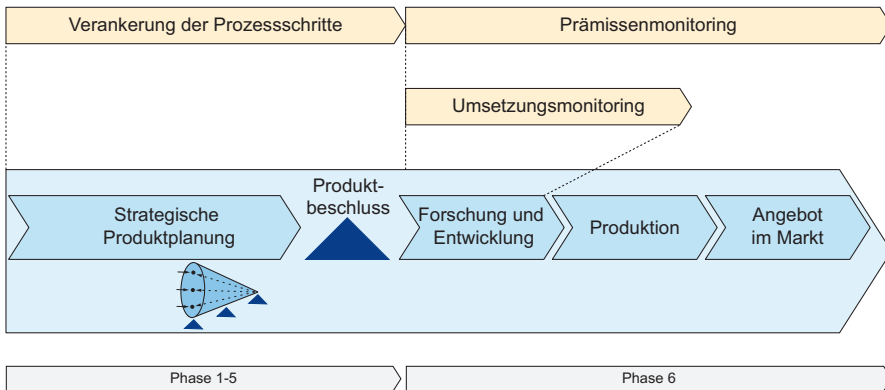 Verankerung der Prozessschritte
Prämissenmonitoring
Umsetzungsmonitoring
Strategische
Produktplanung
Produkt-
beschluss
Forschung und
Entwicklung
Produktion
Angebot
im Markt
Phase 1-5
Phase 6